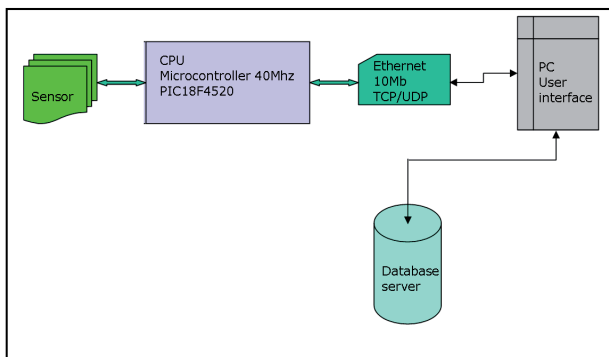 Sensor
CPU
Microcontroller 40Mhz
PIC18F4520
Ethernet
10Mb
TCP/UDP
PC
User
interface
Database
server